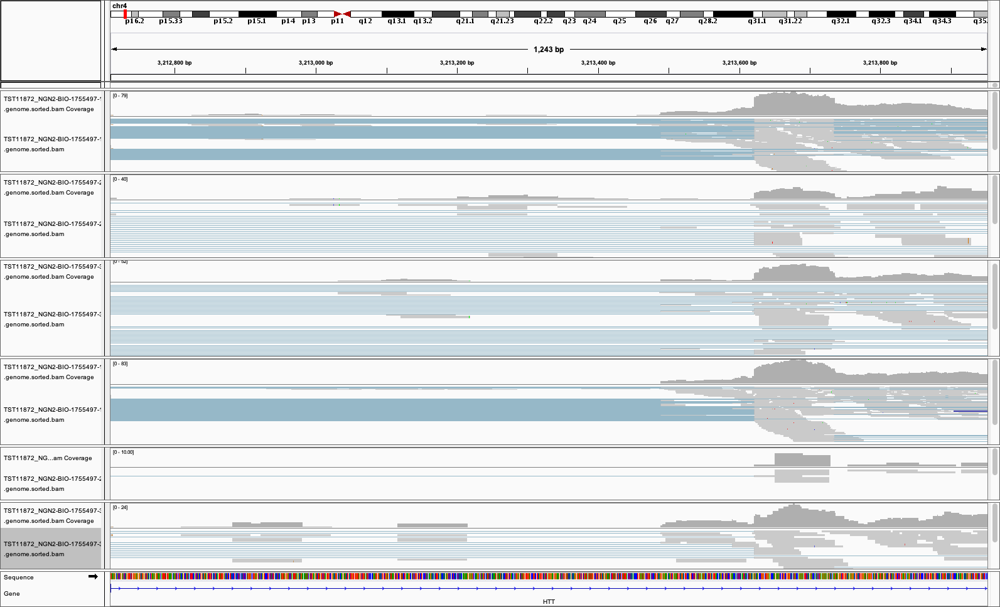 chr4
p16.2 p15.33 p15.2 p15.1 p14 p13 p11 q12 q13.1 q13.2 q21.1 q21.23 q22.2 q23 q24 q25 q26 q27 q28.2 q31.1 q31.22 q32.1 q32.3 q34.1 q34.3 q35.
1,243 bp
3,212,800 bp 3,213,000 bp 3,213,200 bp 3,213,400 bp 3,213,600 bp 3,213,800 bp
[0 - 79]
TST11872_NGN2-BIO-1755497-1
.genome.sorted.bam Coverage
TST11872_NGN2-BIO-1755497-1
.genome.sorted.bam
[0 - 40]
TST11872_NGN2-BIO-1755497-2
.genome.sorted.bam Coverage
TST11872_NGN2-BIO-1755497-2
.genome.sorted.bam
[0 - 52]
TST11872_NGN2-BIO-1755497-3
.genome.sorted.bam Coverage
TST11872_NGN2-BIO-1755497-3
.genome.sorted.bam
[0 - 83]
TST11872_NGN2-BIO-1755497-1
.genome.sorted.bam Coverage
TST11872_NGN2-BIO-1755497-1
.genome.sorted.bam
[0 - 10.00]
TST11872_NG...am Coverage
TST11872_NGN2-BIO-1755497-2
.genome.sorted.bam
[0 - 24]
TST11872_NGN2-BIO-1755497-3
.genome.sorted.bam Coverage
TST11872_NGN2-BIO-1755497-3
.genome.sorted.bam
Sequence
Gene
HTT